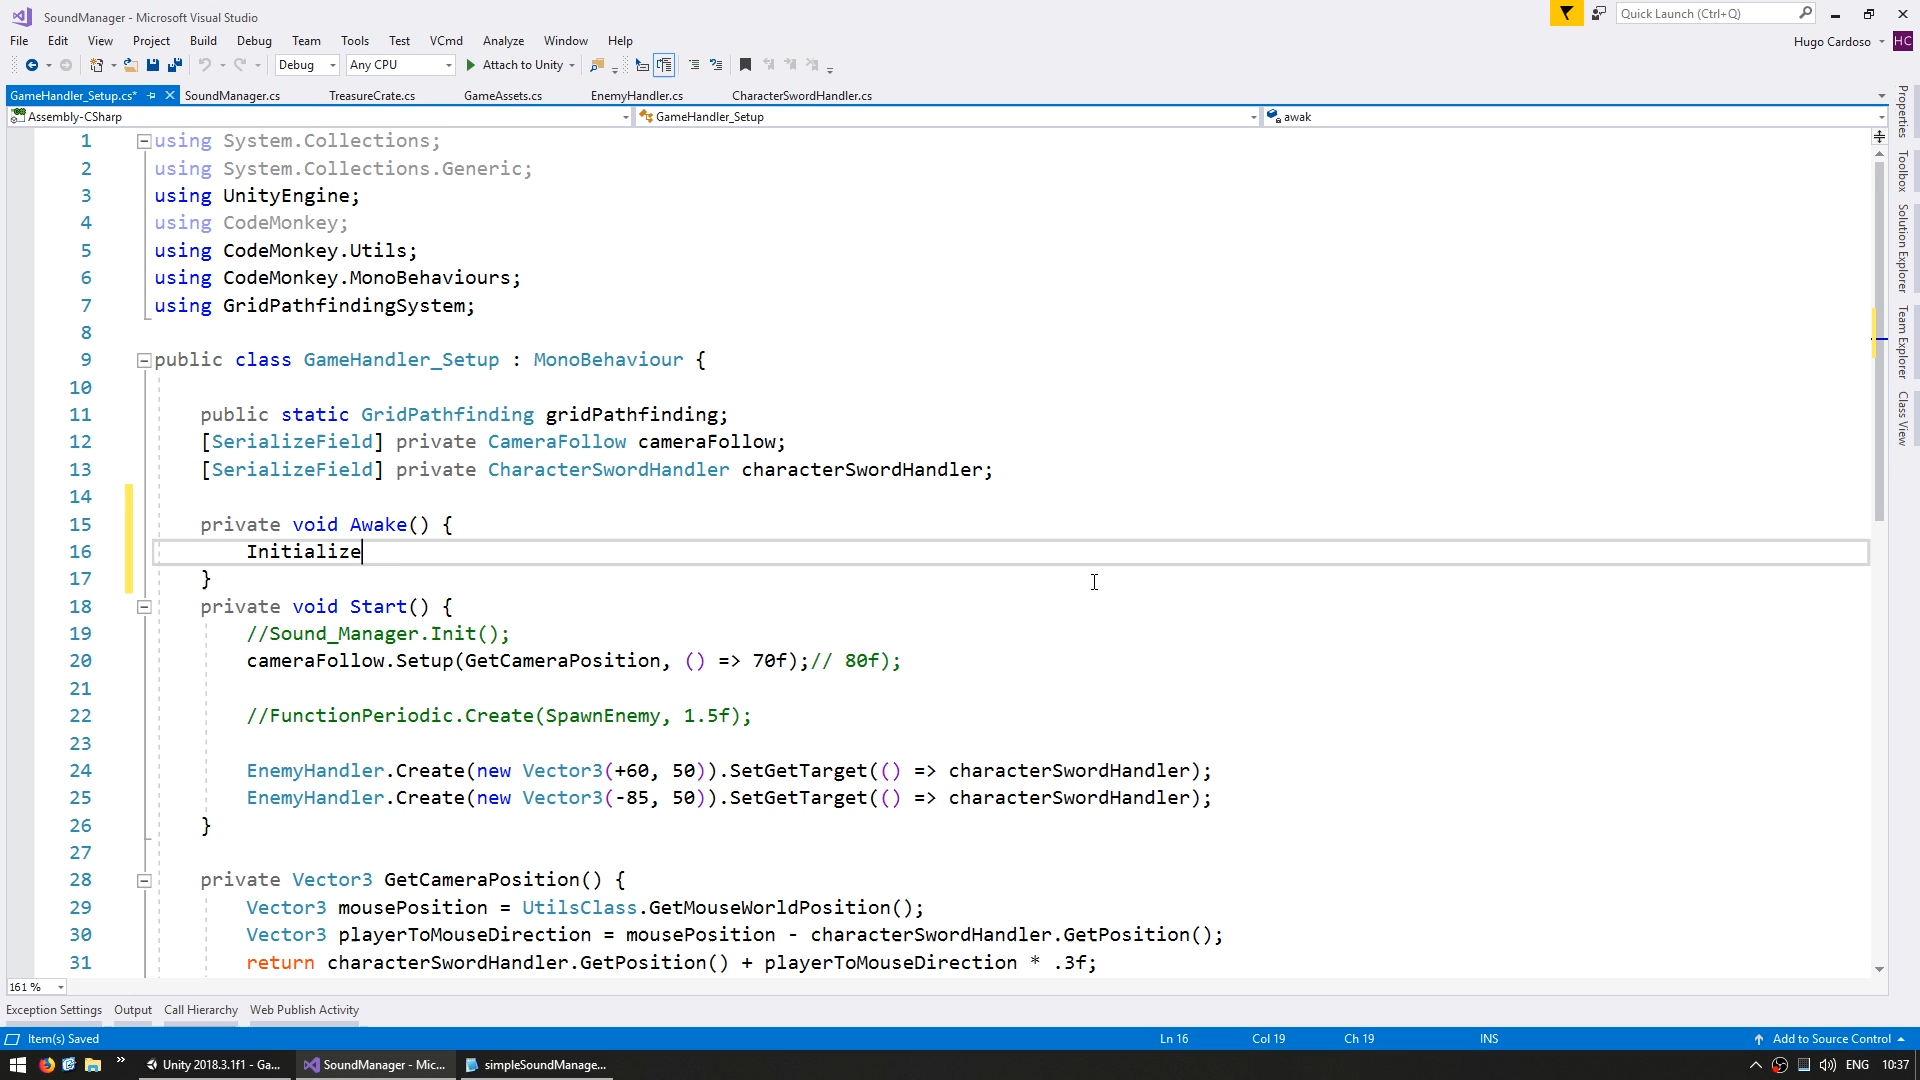 SoundManager - Microsoft Visual Studio
Quick Launch (Ctrl+Q)
File Edit View Project Build Debug Team Tools Test VCmd Analyze Window Help
Hugo Cardoso HC
Debug Any CPU Attach to Unity
GameHandler_Setup.cs* SoundManager.cs TreasureCrate.cs GameAssets.cs EnemyHandler.cs CharacterSwordHandler.cs
Assembly-CSharp GameHandler_Setup awak
1 using System.Collections;
2 using System.Collections.Generic;
3 using UnityEngine;
4 using CodeMonkey;
5 using CodeMonkey.Utils;
6 using CodeMonkey.MonoBehaviours;
7 using GridPathfindingSystem;
8
9 public class GameHandler_Setup : MonoBehaviour {
10
11 public static GridPathfinding gridPathfinding;
12 [SerializeField] private CameraFollow cameraFollow;
13 [SerializeField] private CharacterSwordHandler characterSwordHandler;
14
15 private void Awake() {
16 Initialize
17 }
18 private void Start() {
19 //Sound_Manager.Init();
20 cameraFollow.Setup(GetCameraPosition, () => 70f);// 80f);
21
22 //FunctionPeriodic.Create(SpawnEnemy, 1.5f);
23
24 EnemyHandler.Create(new Vector3(+60, 50)).SetGetTarget(() => characterSwordHandler);
25 EnemyHandler.Create(new Vector3(-85, 50)).SetGetTarget(() => characterSwordHandler);
26 }
27
28 private Vector3 GetCameraPosition() {
29 Vector3 mousePosition = UtilsClass.GetMouseWorldPosition();
30 Vector3 playerToMouseDirection = mousePosition - characterSwordHandler.GetPosition();
31 return characterSwordHandler.GetPosition() + playerToMouseDirection * .3f;
Properties
Toolbox
Solution Explorer
Team Explorer
Class View
161 %
Exception Settings Output Call Hierarchy Web Publish Activity
Item(s) Saved Ln 16 Col 19 Ch 19 INS Add to Source Control
Unity 2018.3.1f1 - Ga... SoundManager - Mic... simpleSoundManage... ENG 10:37